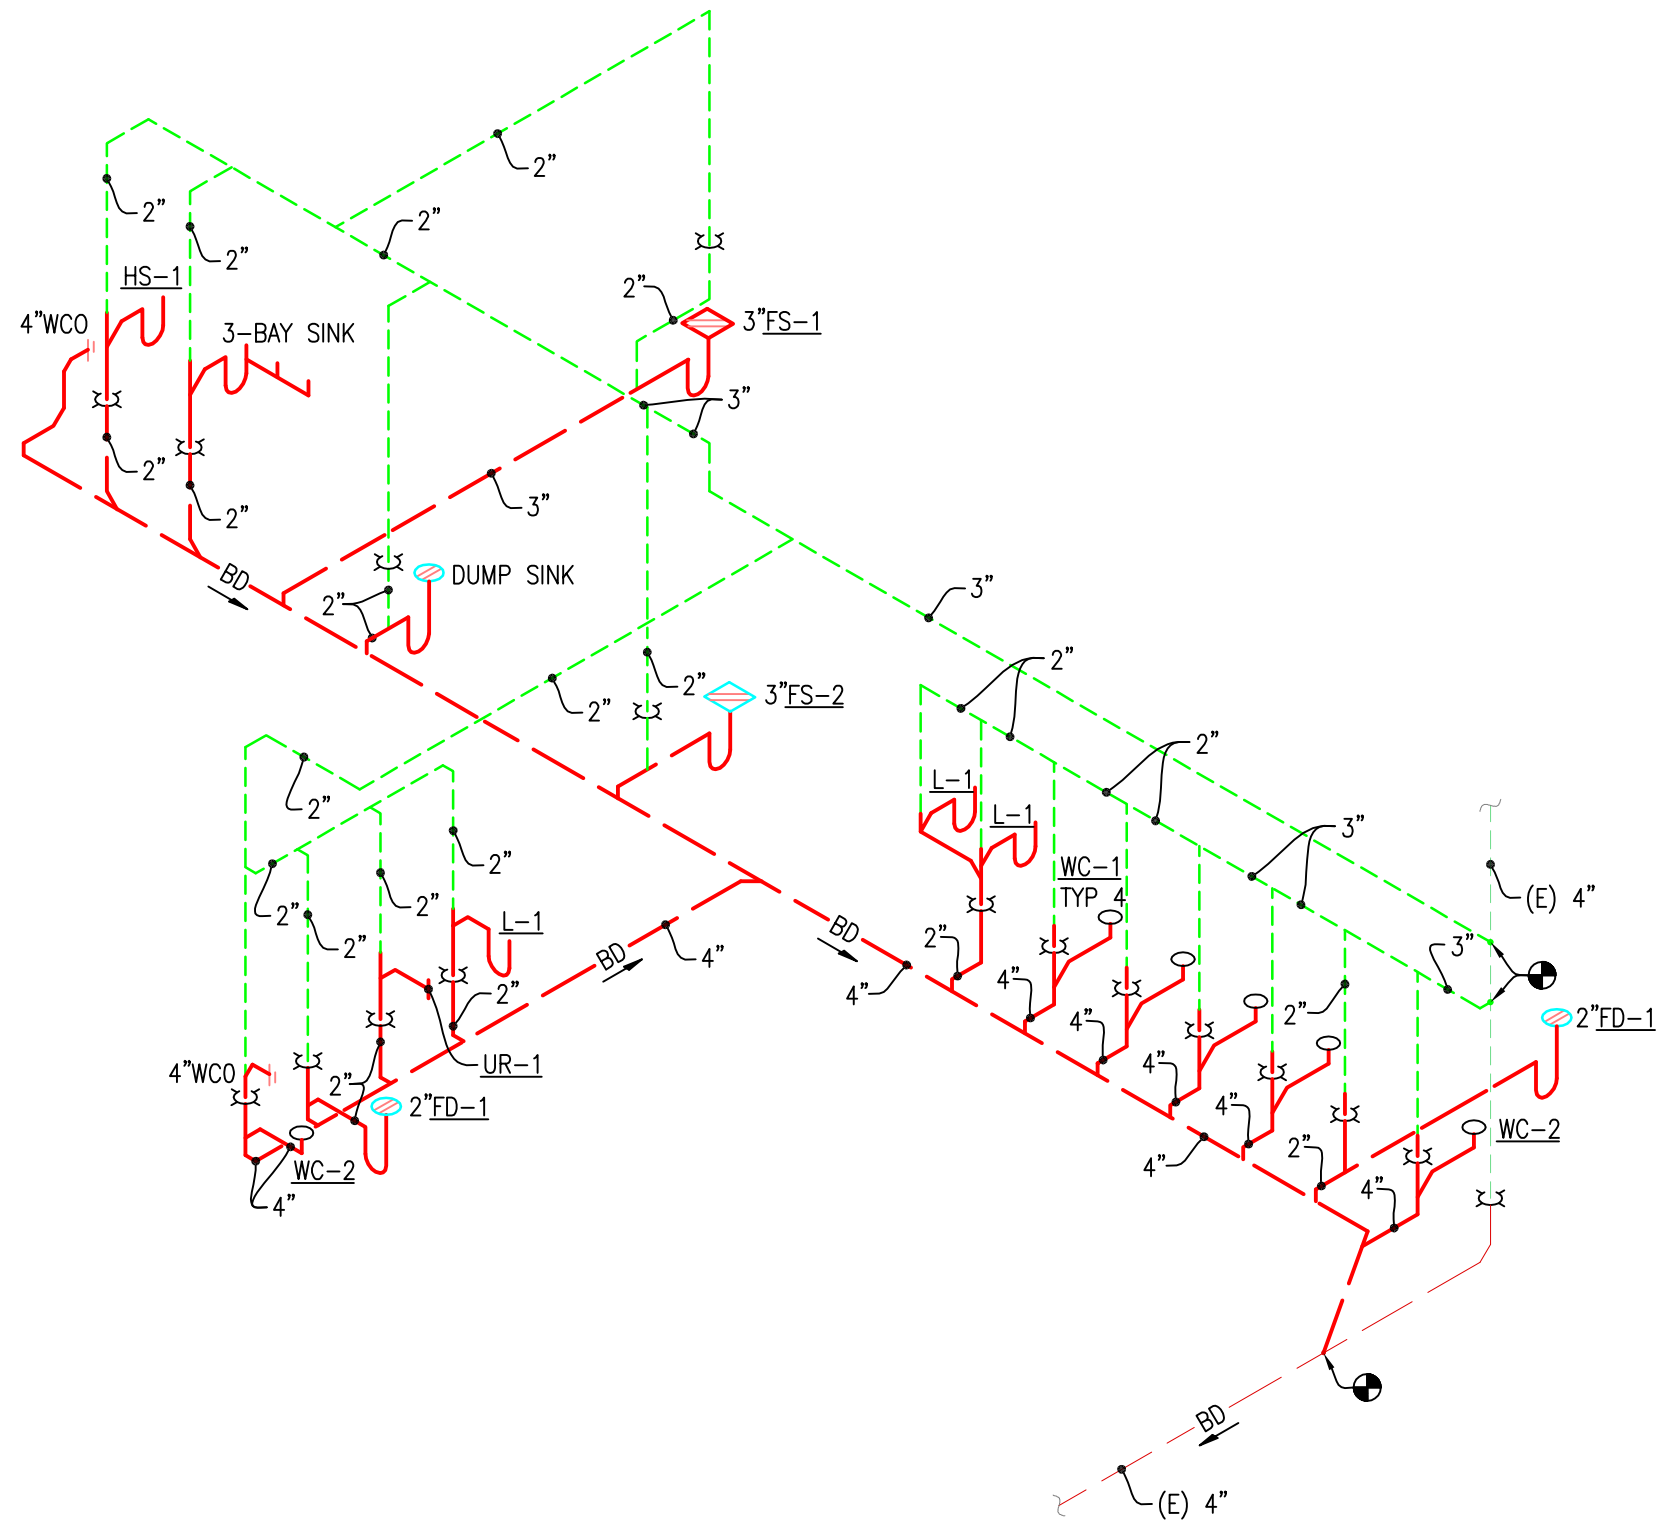 2”
2”
2”
2”
HS-1
2”
4”WCO
3-BAY SINK
3”FS-1
3”
2”
3”
2”
BD
DUMP SINK
2”
3”
2”
2”
3”FS-2
2”
2”
2”
L-1
2”
L-1
3”
2”
WC-1
TYP 4
(E) 4”
2”
2”
L-1
2”
BD
2”
3”
BD
4”
4”
4”
2”
2”FD-1
4”
4”WCO
UR-1
4”
2”
2”FD-1
4”
WC-2
2”
4”
WC-2
4”
4”
BD
(E) 4”